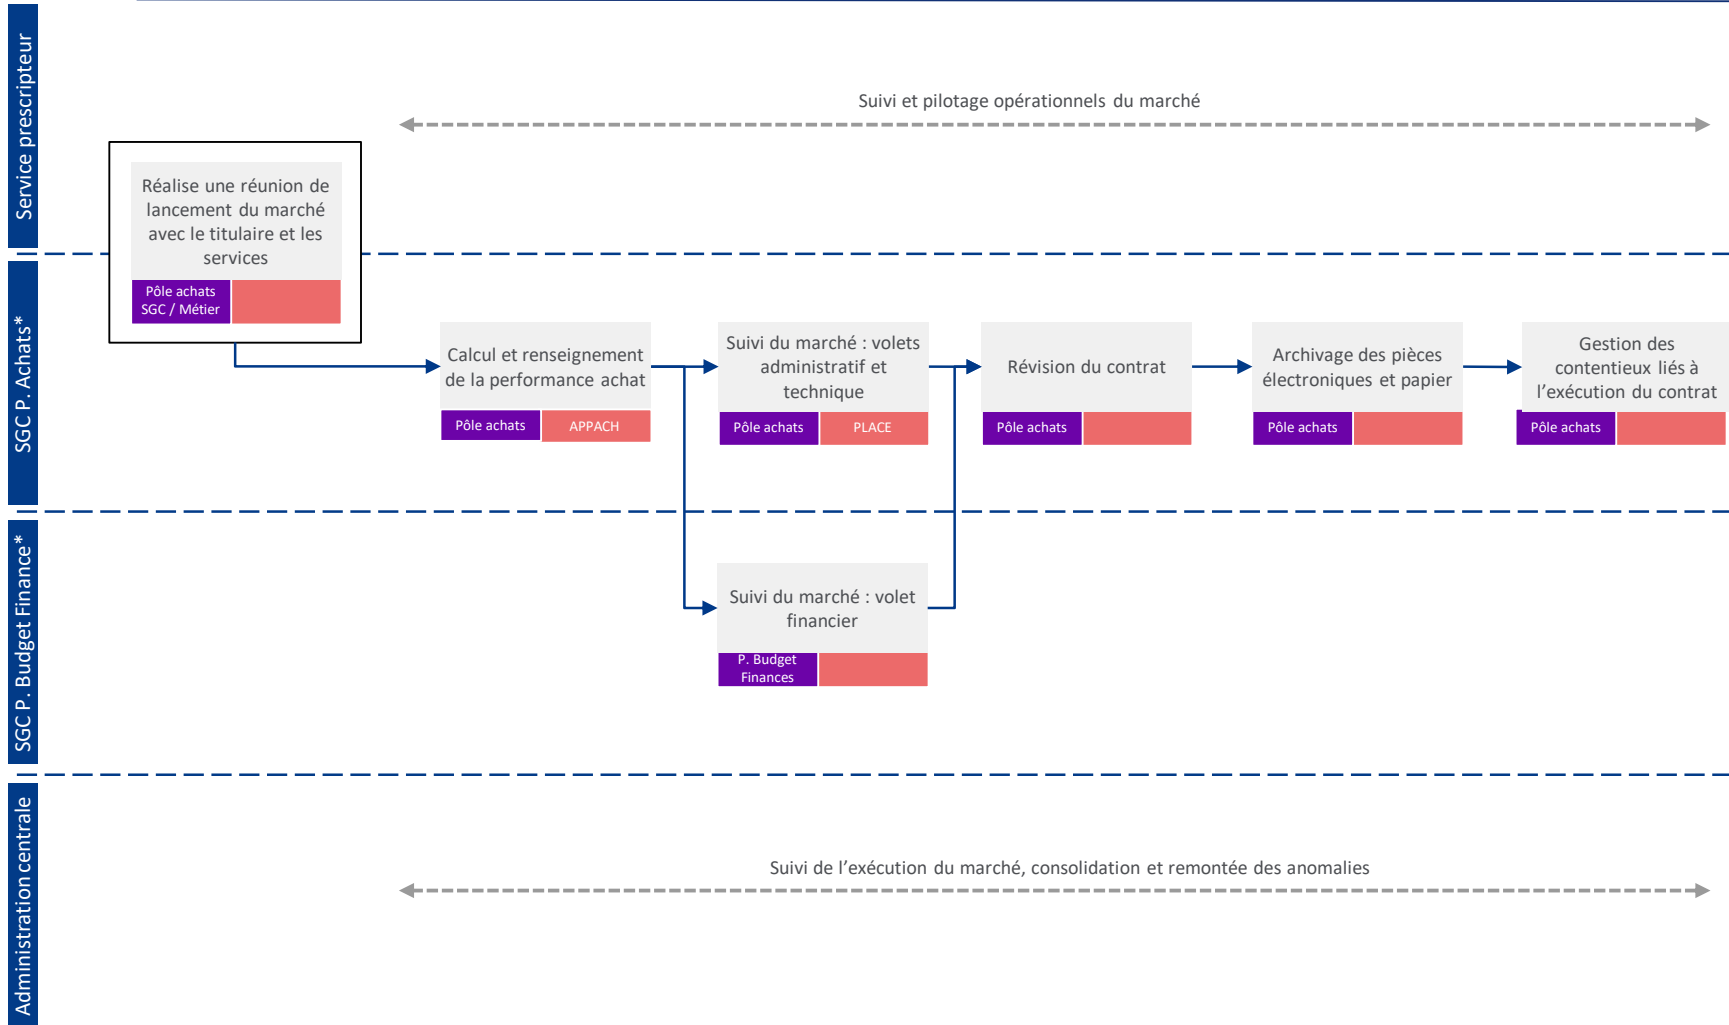 Service prescripteur
Suivi et pilotage opérationnels du marché
Réalise une réunion de
lancement du marché
avec le titulaire et les
services
Pôle achats
SGC / Métier
SGC P. Achats*
Calcul et renseignement
de la performance achat
Pôle achats
APPACH
Suivi du marché : volets
administratif et
technique
Pôle achats
PLACE
Révision du contrat
Pôle achats
Archivage des pièces
électroniques et papier
Pôle achats
Gestion des
contentieux liés à
l’exécution du contrat
Pôle achats
SGC P. Budget Finance*
Suivi du marché : volet
financier
P. Budget
Finances
Administration centrale
Suivi de l’exécution du marché, consolidation et remontée des anomalies